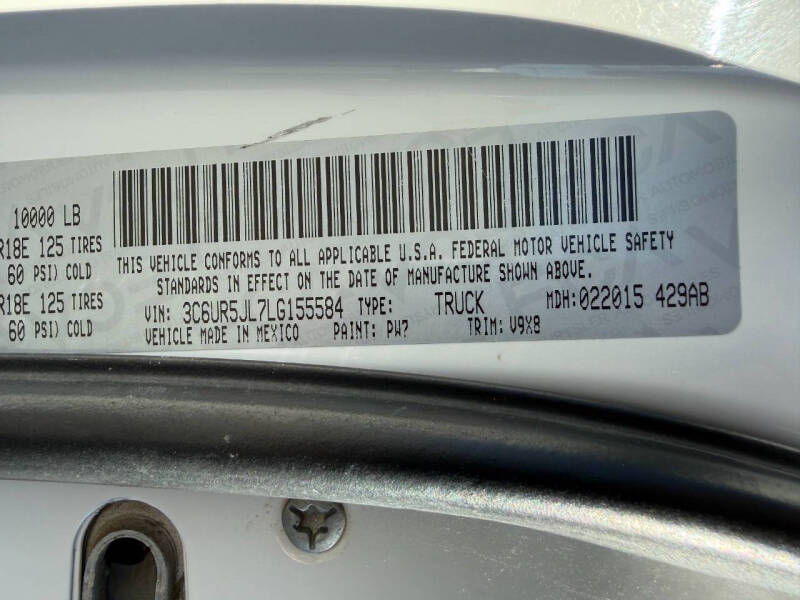 10000 LB
R18E 125 TIRES
60 PSI) COLD
R18E 125 TIRES
60 PSI) COLD
THIS VEHICLE CONFORMS TO ALL APPLICABLE U.S.A. FEDERAL MOTOR VEHICLE SAFETY
STANDARDS IN EFFECT ON THE DATE OF MANUFACTURE SHOWN ABOVE.
VIN: 3C6UR5JL7LG155584 TYPE: TRUCK MDH:022015 429AB
VEHICLE MADE IN MEXICO PAINT: PW7 TRIM: V9X8